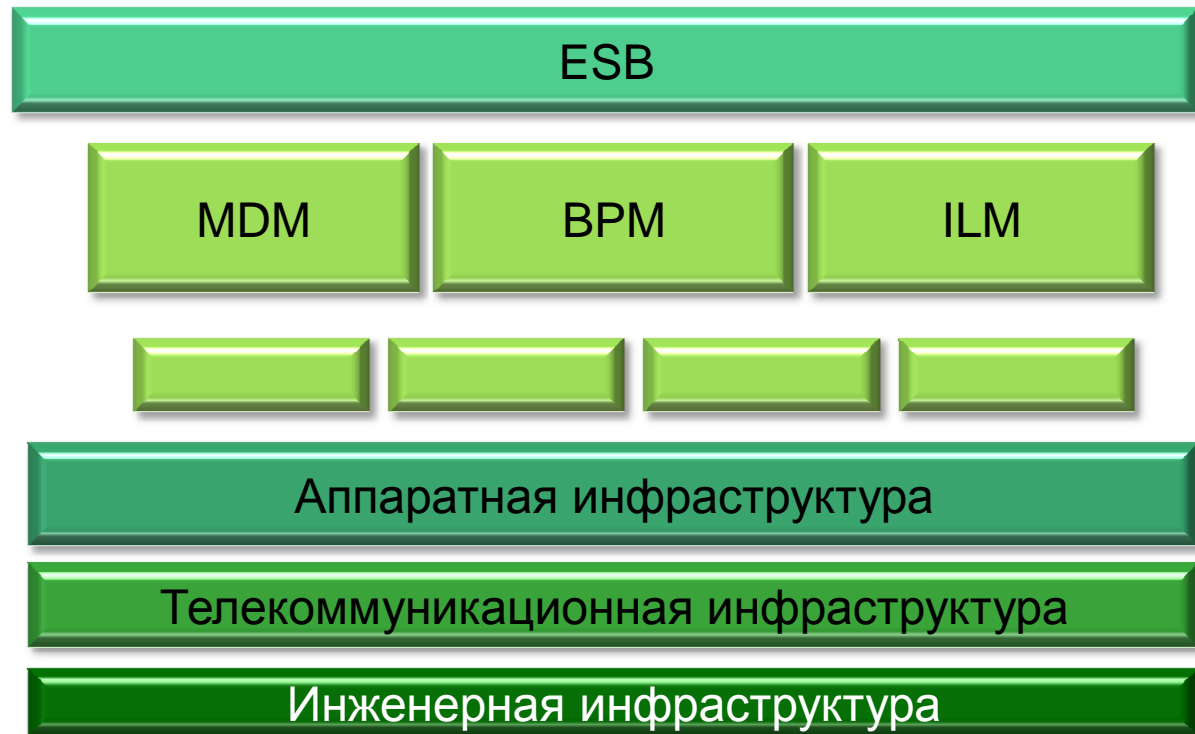 ESB
MDM
BPM
ILM
Аппаратная инфраструктура
Телекоммуникационная инфраструктура
Инженерная инфраструктура